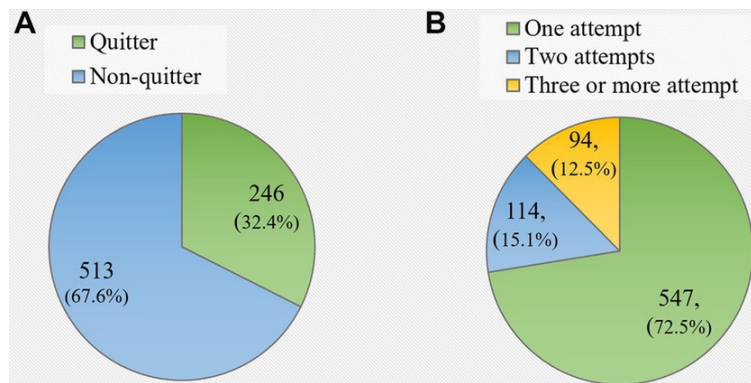 A
Quitter
Non-quitter
246
(32.4%)
513
(67.6%)
B
One attempt
Two attempts
Three or more attempt
94,
(12.5%)
114,
(15.1%)
547,
(72.5%)